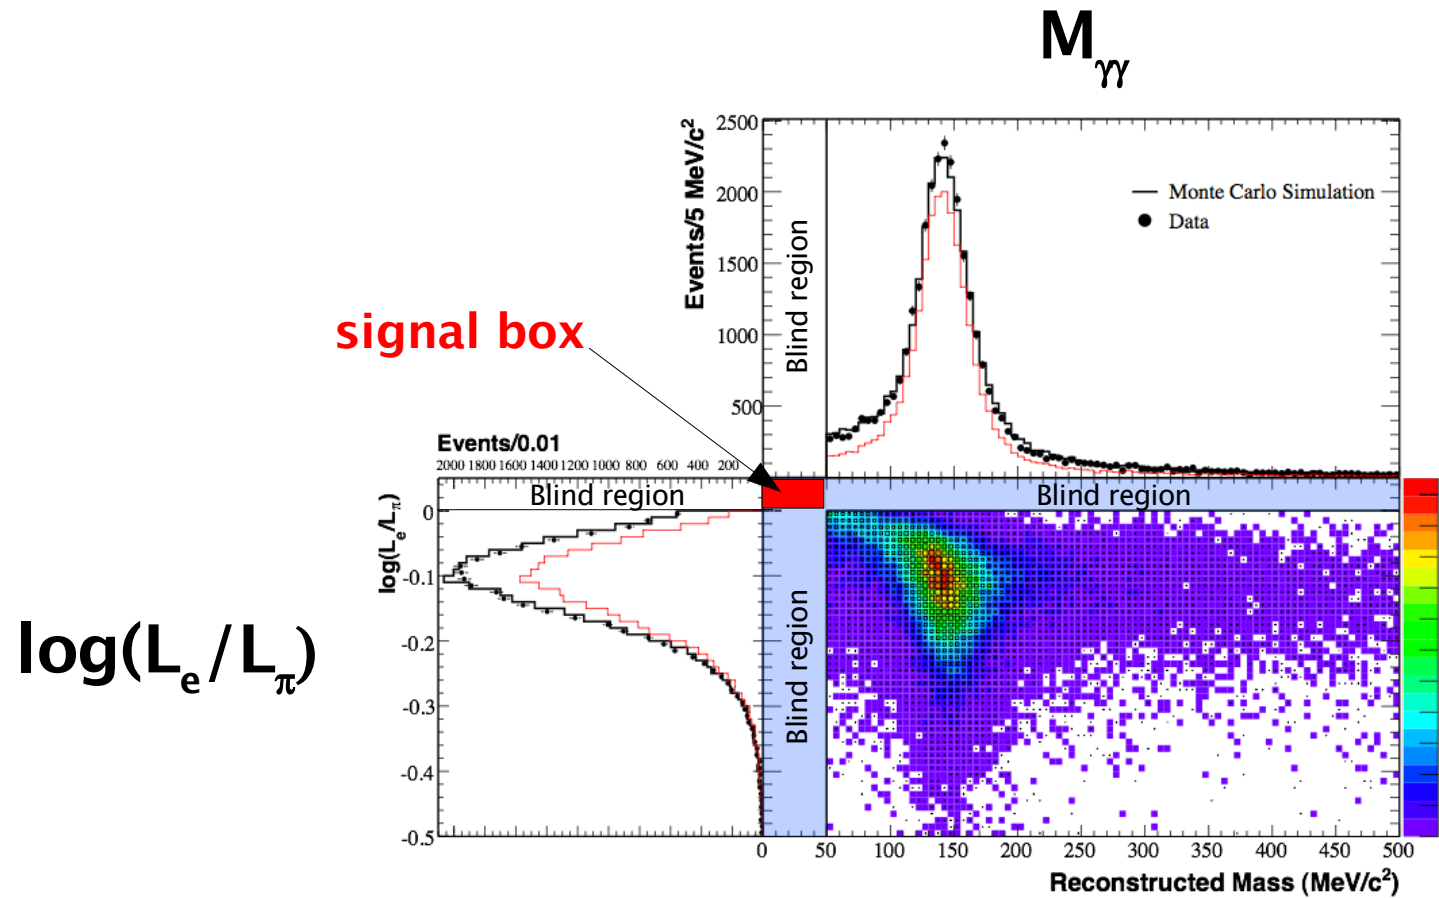 Mγγ
Events/5 MeV/c²
2500
2000
1500
1000
500
Blind region
Monte Carlo Simulation
Data
signal box
Events/0.01
2000 1800 1600 1400 1200 1000 800 600 400 200
Blind region
Blind region
log(Le/Lπ)
0
-0.1
-0.2
-0.3
-0.4
-0.5
Blind region
log(Le/Lπ)
0 50 100 150 200 250 300 350 400 450 500
Reconstructed Mass (MeV/c²)